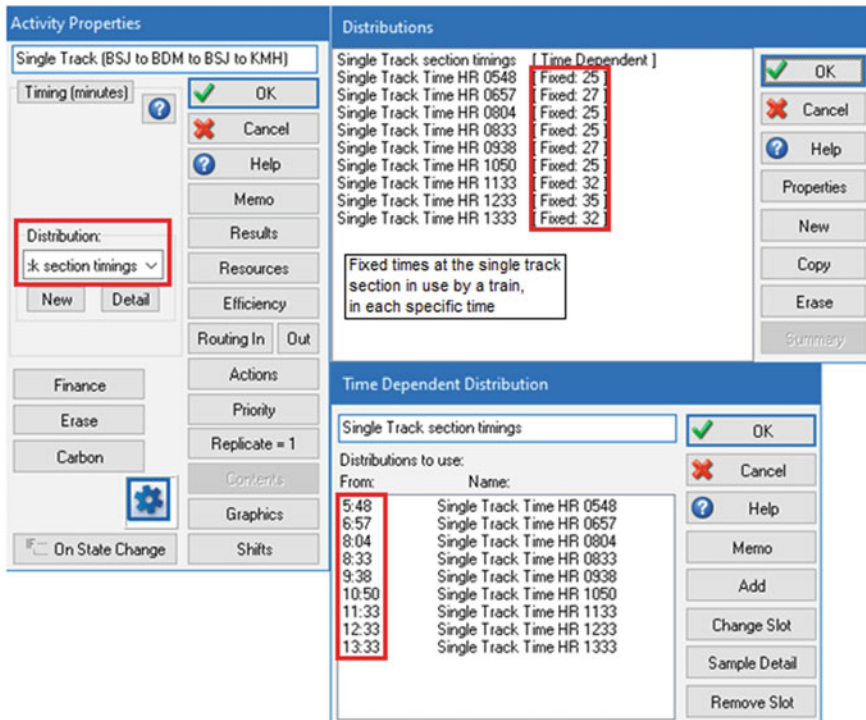 Activity Properties
Single Track (BSJ to BDM to BSJ to KMH)
Timing (minutes)
OK
Cancel
Help
Memo
Distribution:
:k section timings
New Detail
Results
Resources
Efficiency
Routing In Out
Finance
Erase
Carbon
Actions
Priority
Replicate = 1
Contents
Graphics
On State Change
Shifts
Distributions
Single Track section timings [ Time Dependent ]
Single Track Time HR 0548 [ Fixed: 25 ]
Single Track Time HR 0657 [ Fixed: 27 ]
Single Track Time HR 0804 [ Fixed: 25 ]
Single Track Time HR 0833 [ Fixed: 25 ]
Single Track Time HR 0938 [ Fixed: 27 ]
Single Track Time HR 1050 [ Fixed: 25 ]
Single Track Time HR 1133 [ Fixed: 32 ]
Single Track Time HR 1233 [ Fixed: 35 ]
Single Track Time HR 1333 [ Fixed: 32 ]
Fixed times at the single track
section in use by a train,
in each specific time
OK
Cancel
Help
Properties
New
Copy
Erase
Summary
Time Dependent Distribution
Single Track section timings
Distributions to use:
From: Name:
5:48 Single Track Time HR 0548
6:57 Single Track Time HR 0657
8:04 Single Track Time HR 0804
8:33 Single Track Time HR 0833
9:38 Single Track Time HR 0938
10:50 Single Track Time HR 1050
11:33 Single Track Time HR 1133
12:33 Single Track Time HR 1233
13:33 Single Track Time HR 1333
OK
Cancel
Help
Memo
Add
Change Slot
Sample Detail
Remove Slot